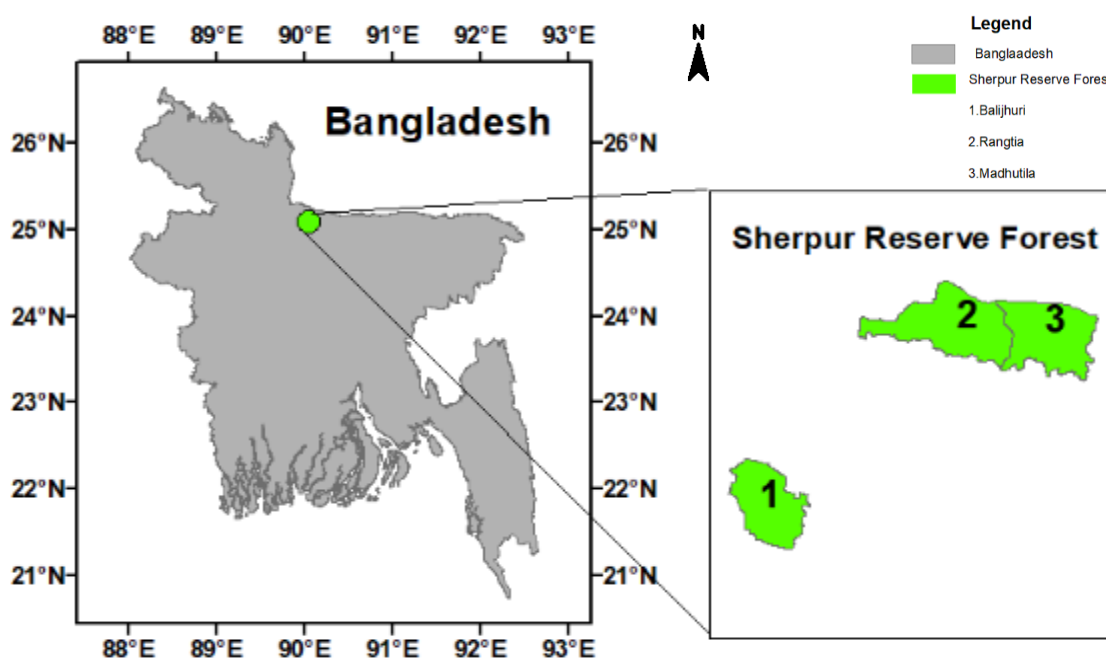 88°E 89°E 90°E 91°E 92°E 93°E
N
Legend
Banglaadesh
Sherpur Reserve Fores
1.Balijhuri
2.Rangtia
3.Madhutila
Bangladesh
26°N 26°N
25°N 25°N
24°N 24°N
23°N 23°N
22°N 22°N
21°N 21°N
88°E 89°E 90°E 91°E 92°E 93°E
Sherpur Reserve Forest
2 3
1